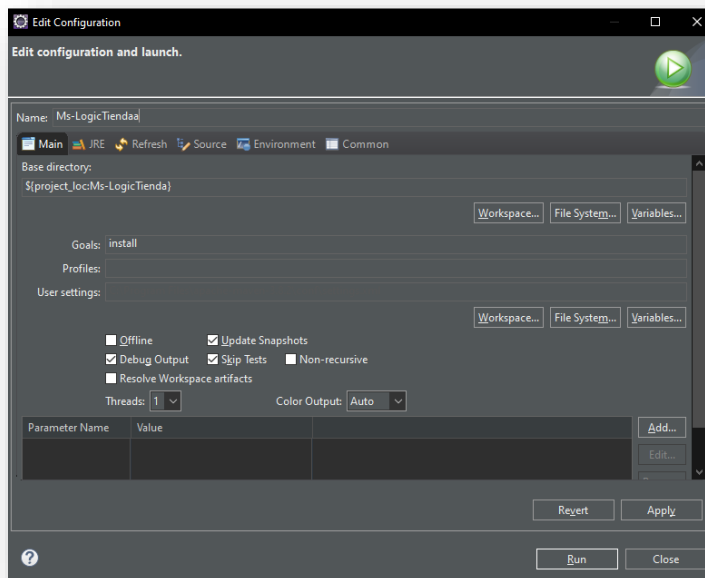 Edit Configuration
Edit configuration and launch.
Name: Ms-LogicTiendaa
Main JRE Refresh Source Environment Common
Base directory:
${project_loc:Ms-LogicTienda}
Workspace... File System... Variables...
Goals: install
Profiles:
User settings:
Workspace... File System... Variables...
Offline Update Snapshots
Debug Output Skip Tests Non-recursive
Resolve Workspace artifacts
Threads: 1 Color Output: Auto
Parameter Name Value Add...
Edit...
Revert Apply
Run Close